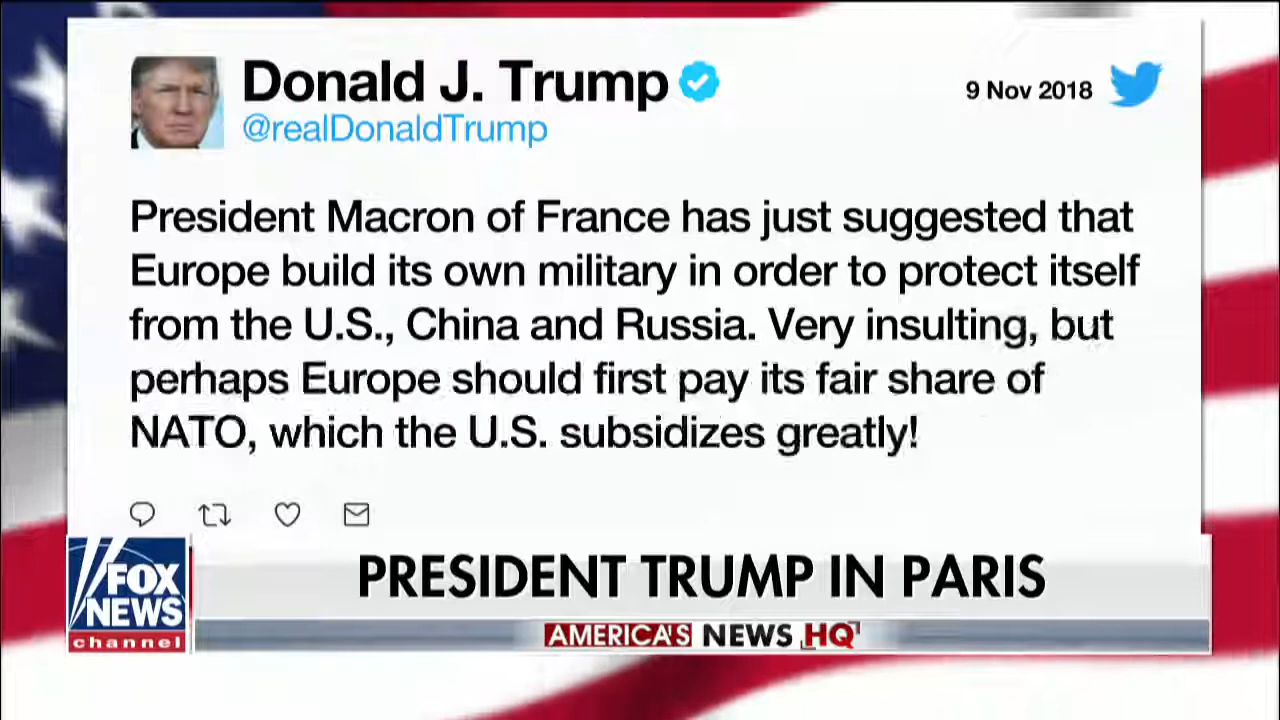 Donald J. Trump
@realDonaldTrump
9 Nov 2018
President Macron of France has just suggested that
Europe build its own military in order to protect itself
from the U.S., China and Russia. Very insulting, but
perhaps Europe should first pay its fair share of
NATO, which the U.S. subsidizes greatly!
FOX
NEWS
channel
PRESIDENT TRUMP IN PARIS
AMERICA'S NEWS HQ